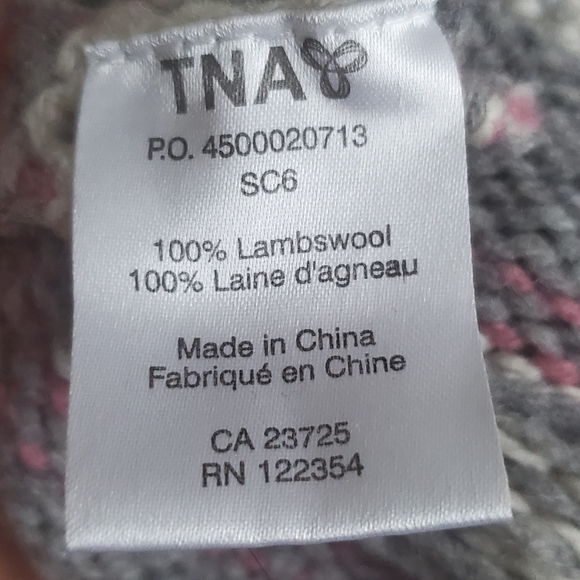 TNA
P.O. 4500020713
SC6
100% Lambswool
100% Laine d'agneau
Made in China
Fabriqué en Chine
CA 23725
RN 122354